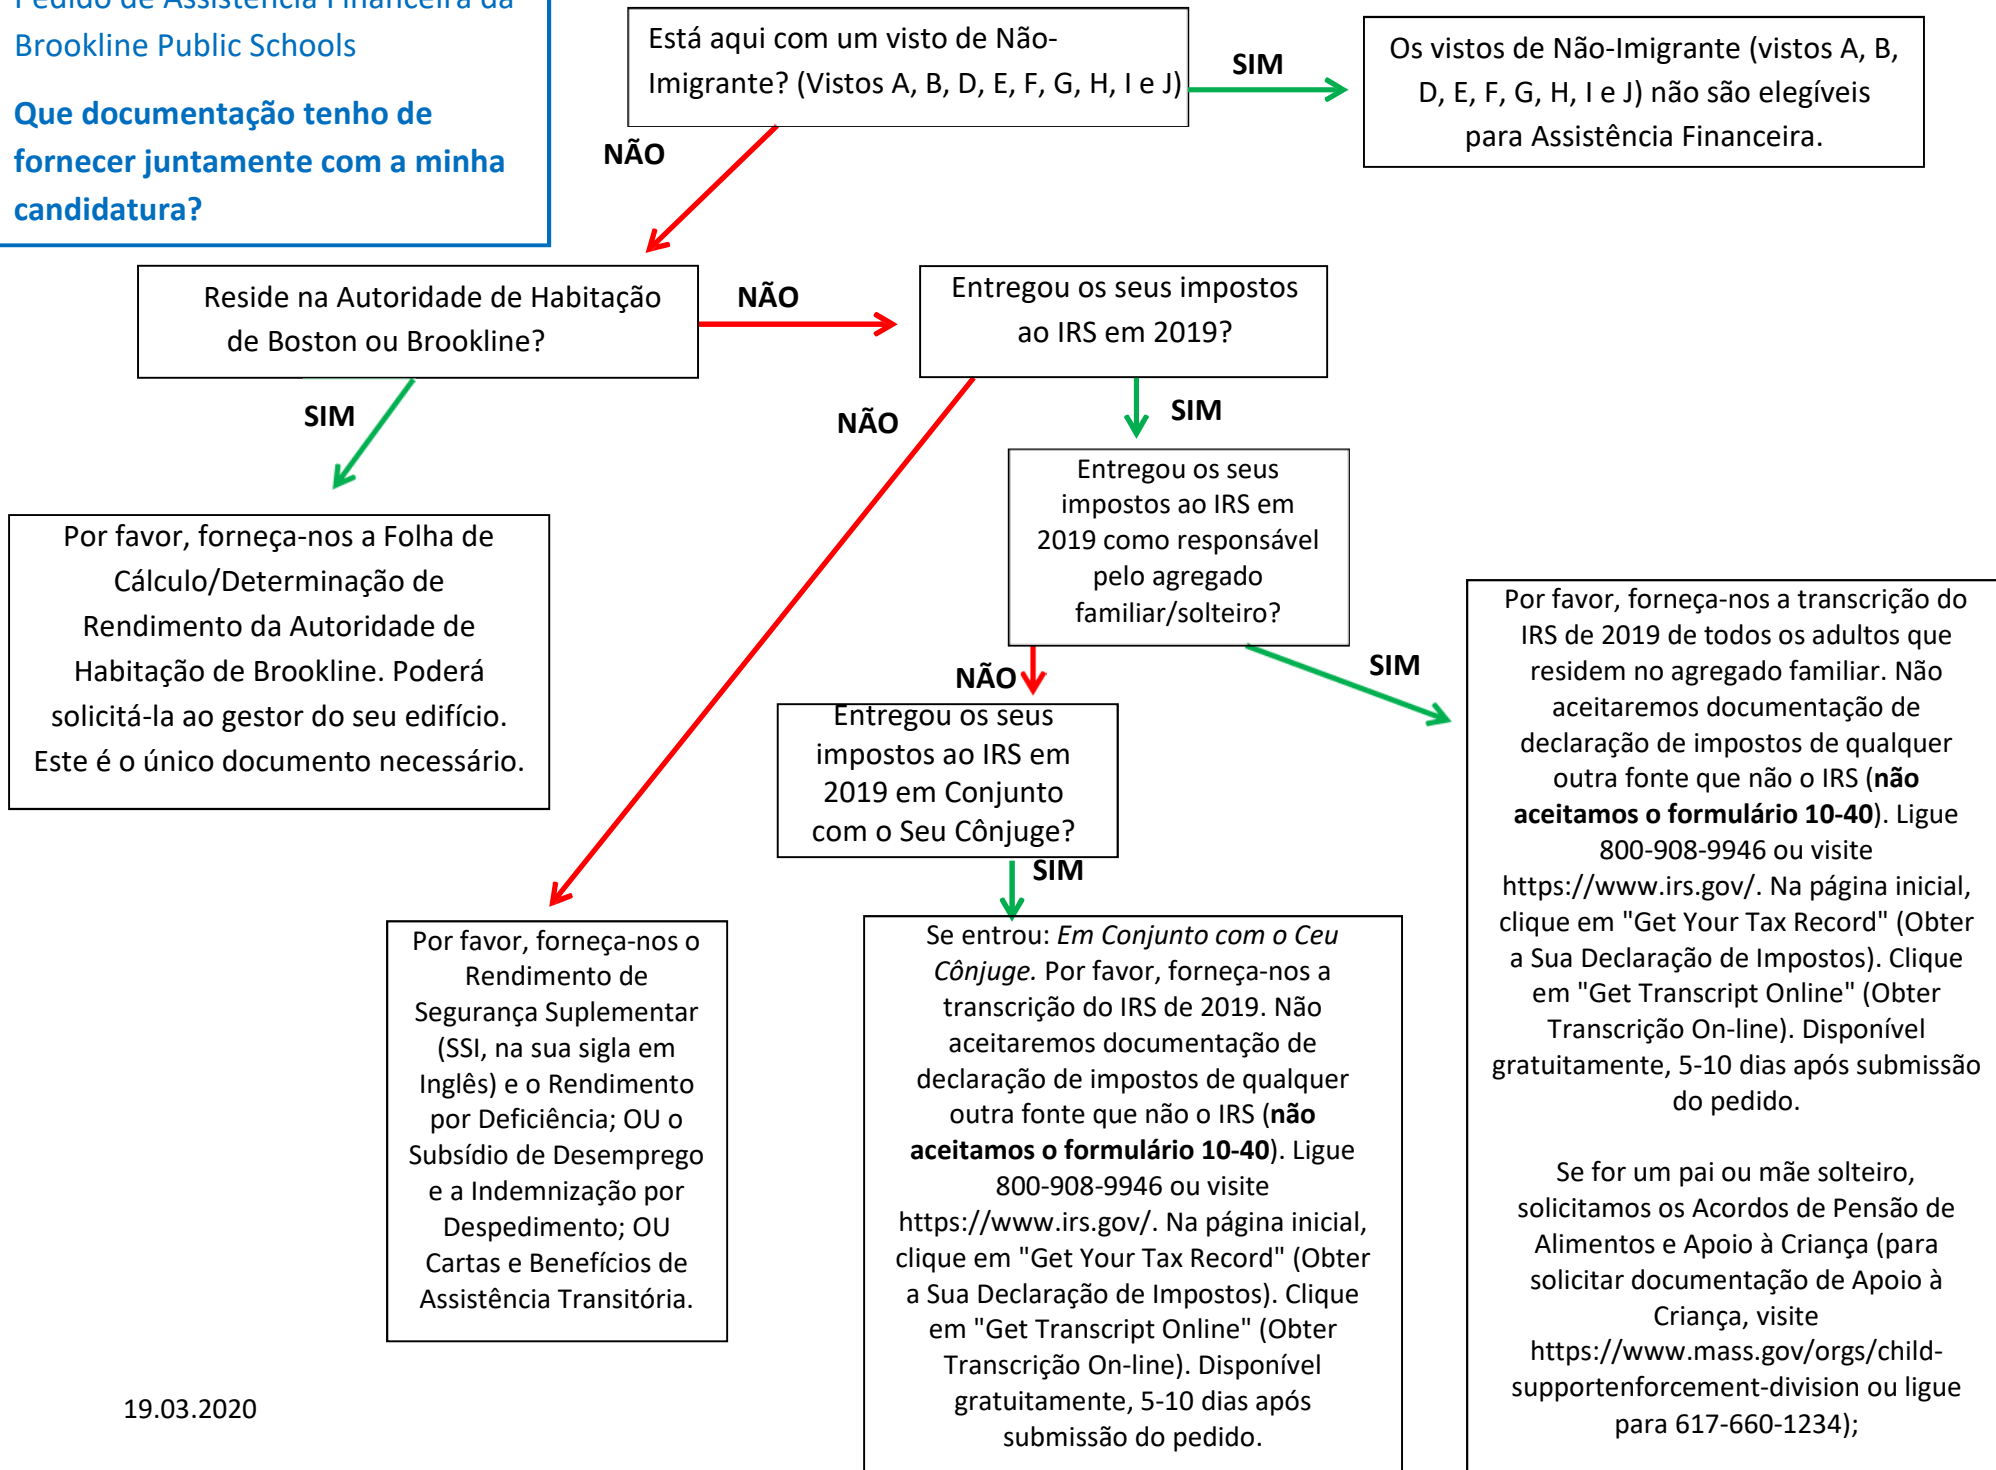 Pedido de Assistência Financeira da
Brookline Public Schools
Que documentação tenho de
fornecer juntamente com a minha
candidatura?
Está aqui com um visto de Não-
Imigrante? (Vistos A, B, D, E, F, G, H, I e J)
SIM
Os vistos de Não-Imigrante (vistos A, B,
D, E, F, G, H, I e J) não são elegíveis
para Assistência Financeira.
NÃO
Reside na Autoridade de Habitação
de Boston ou Brookline?
NÃO
Entregou os seus impostos
ao IRS em 2019?
SIM
NÃO
SIM
Por favor, forneça-nos a Folha de
Cálculo/Determinação de
Rendimento da Autoridade de
Habitação de Brookline. Poderá
solicitá-la ao gestor do seu edifício.
Este é o único documento necessário.
Entregou os seus
impostos ao IRS em
2019 como responsável
pelo agregado
familiar/solteiro?
NÃO
SIM
Entregou os seus
impostos ao IRS em
2019 em Conjunto
com o Seu Cônjuge?
SIM
Por favor, forneça-nos o
Rendimento de
Segurança Suplementar
(SSI, na sua sigla em
Inglês) e o Rendimento
por Deficiência; OU o
Subsídio de Desemprego
e a Indemnização por
Despedimento; OU
Cartas e Benefícios de
Assistência Transitória.
Se entrou: Em Conjunto com o Ceu
Cônjuge. Por favor, forneça-nos a
transcrição do IRS de 2019. Não
aceitaremos documentação de
declaração de impostos de qualquer
outra fonte que não o IRS (não
aceitamos o formulário 10-40). Ligue
800-908-9946 ou visite
https://www.irs.gov/. Na página inicial,
clique em "Get Your Tax Record" (Obter
a Sua Declaração de Impostos). Clique
em "Get Transcript Online" (Obter
Transcrição On-line). Disponível
gratuitamente, 5-10 dias após
submissão do pedido.
Por favor, forneça-nos a transcrição do
IRS de 2019 de todos os adultos que
residem no agregado familiar. Não
aceitaremos documentação de
declaração de impostos de qualquer
outra fonte que não o IRS (não
aceitamos o formulário 10-40). Ligue
800-908-9946 ou visite
https://www.irs.gov/. Na página inicial,
clique em "Get Your Tax Record" (Obter
a Sua Declaração de Impostos). Clique
em "Get Transcript Online" (Obter
Transcrição On-line). Disponível
gratuitamente, 5-10 dias após submissão
do pedido.
Se for um pai ou mãe solteiro,
solicitamos os Acordos de Pensão de
Alimentos e Apoio à Criança (para
solicitar documentação de Apoio à
Criança, visite
https://www.mass.gov/orgs/child-
supportenforcement-division ou ligue
para 617-660-1234);
19.03.2020